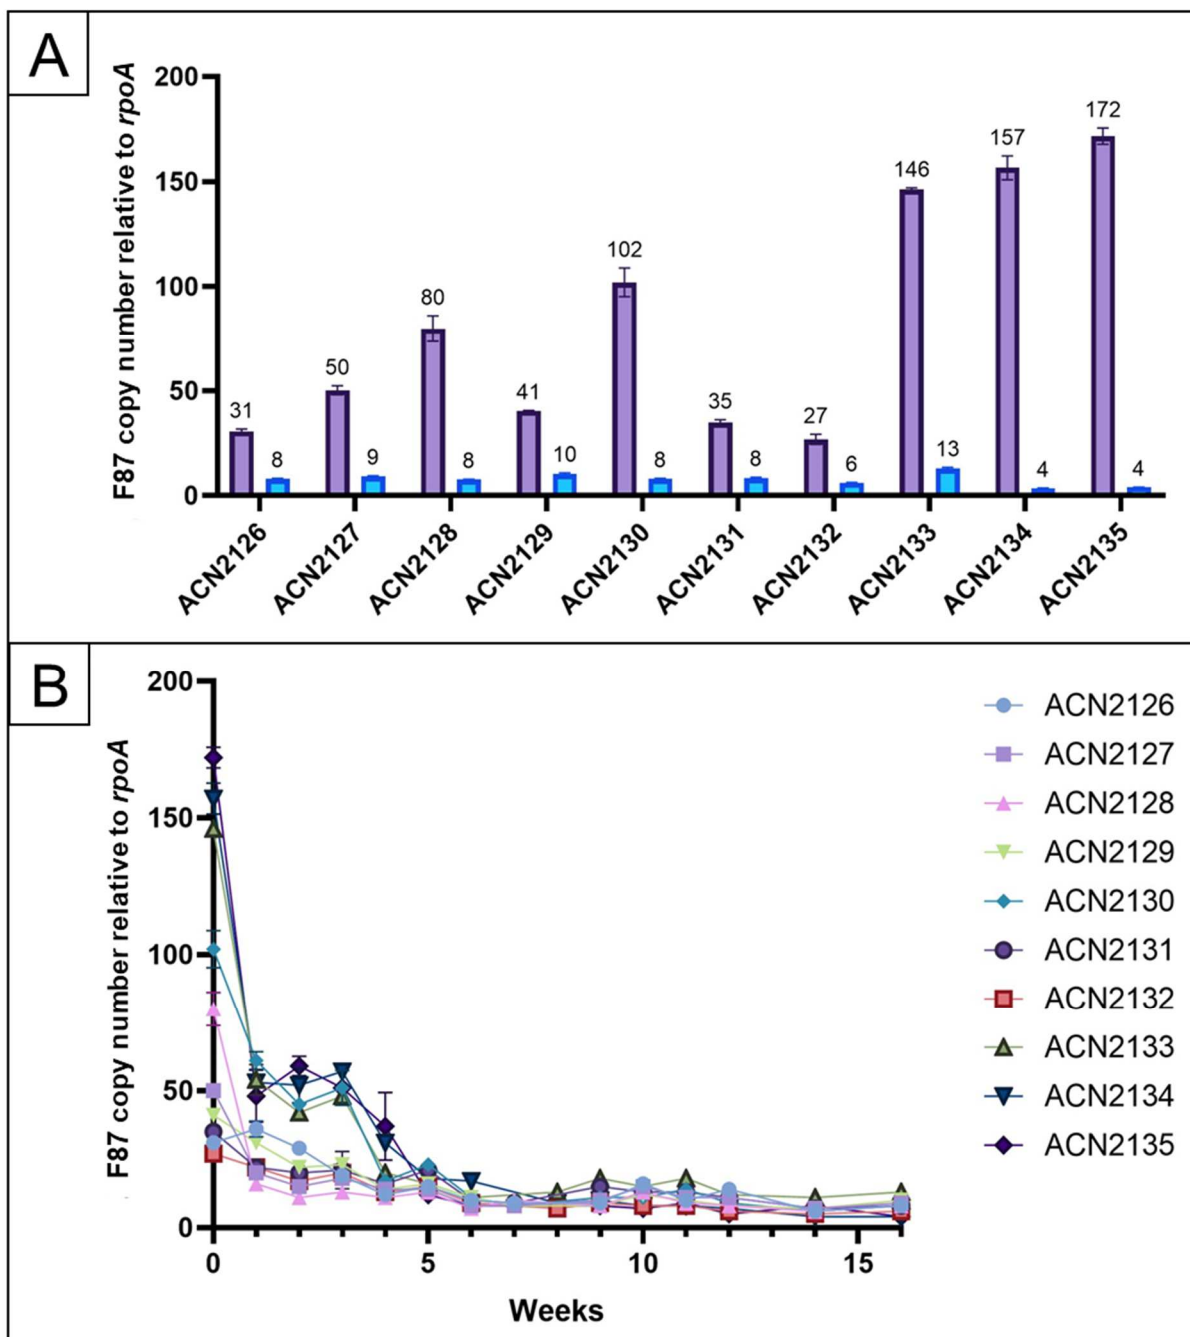 A
F87 copy number relative to rpoA
200
150
100
50
0
31
8
50
9
80
8
41
10
102
8
35
8
27
6
146
13
157
4
172
4
ACN2126
ACN2127
ACN2128
ACN2129
ACN2130
ACN2131
ACN2132
ACN2133
ACN2134
ACN2135
B
F87 copy number relative to rpoA
200
150
100
50
0
0
5
10
15
Weeks
ACN2126
ACN2127
ACN2128
ACN2129
ACN2130
ACN2131
ACN2132
ACN2133
ACN2134
ACN2135